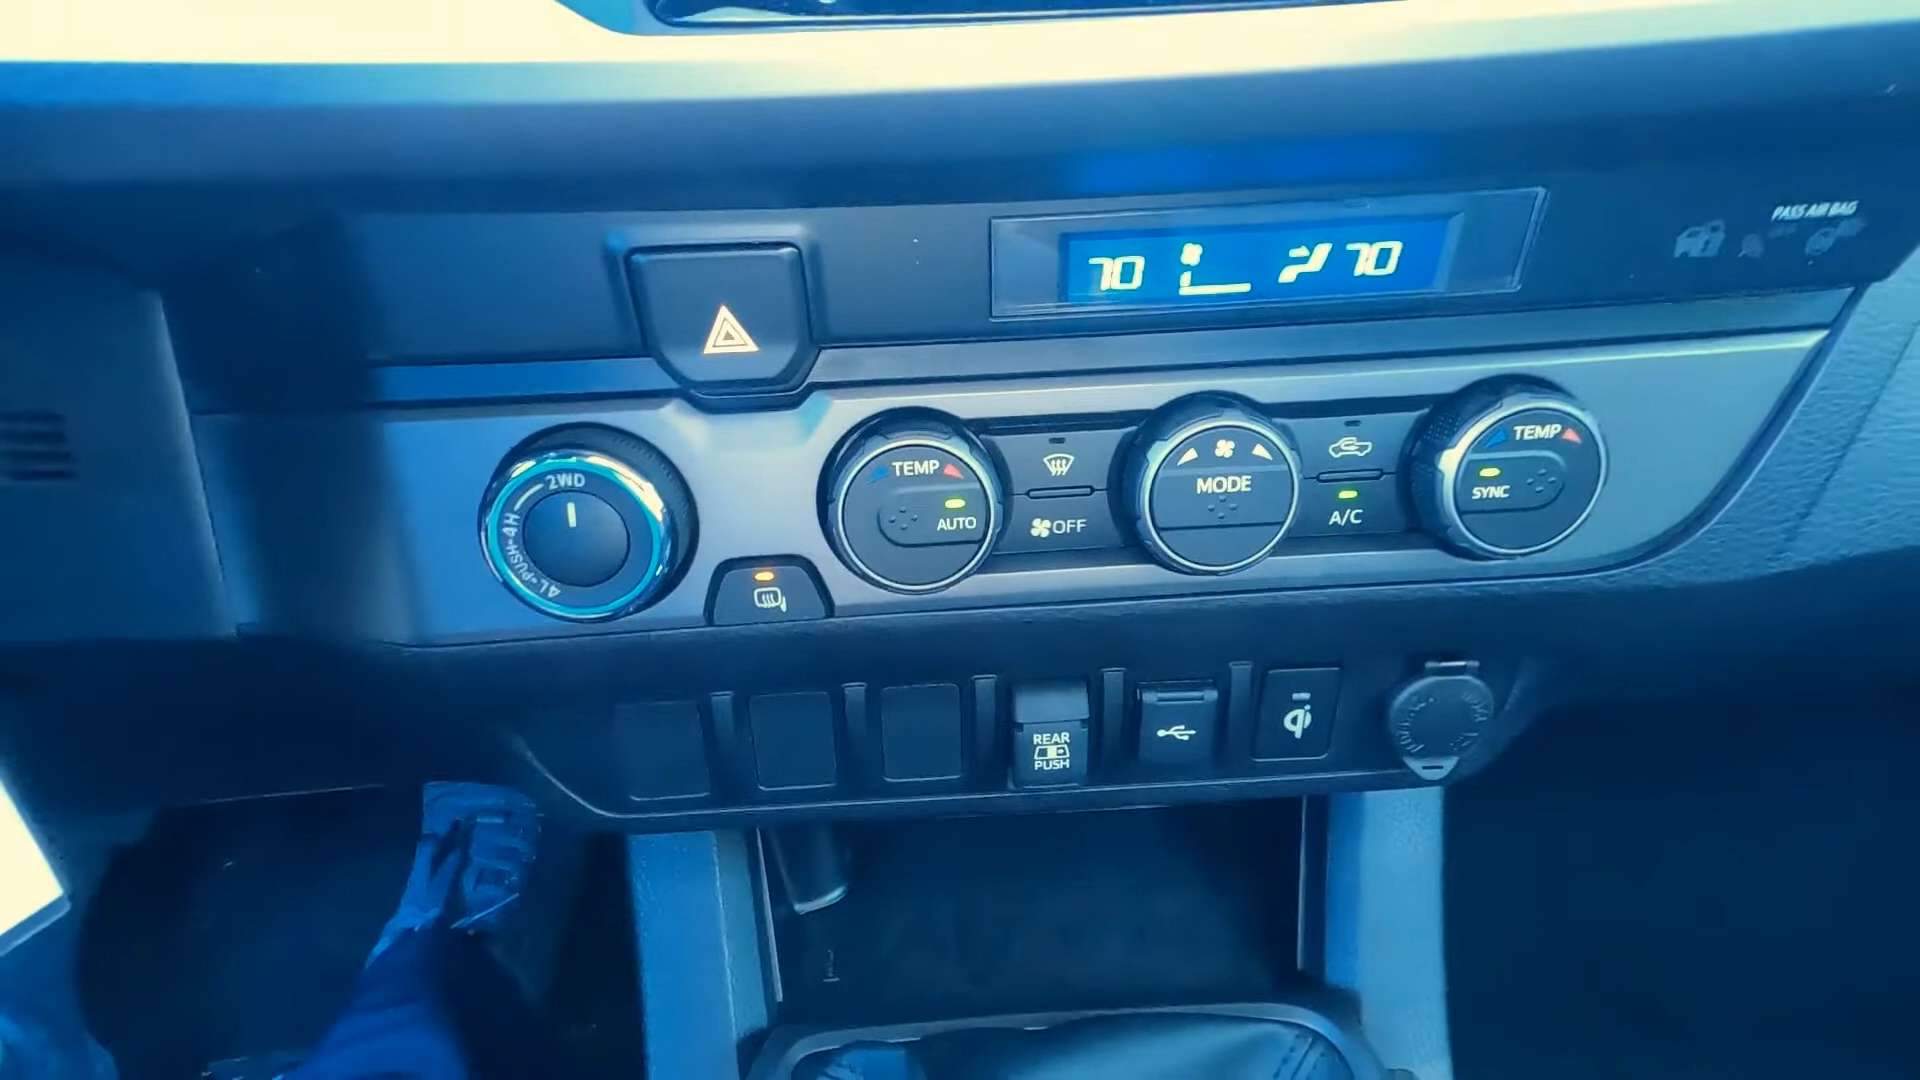 PASS AIR BAG
70 70
2WD
4H
PUSH
4L
TEMP
AUTO
OFF
MODE
A/C
TEMP
SYNC
REAR
PUSH